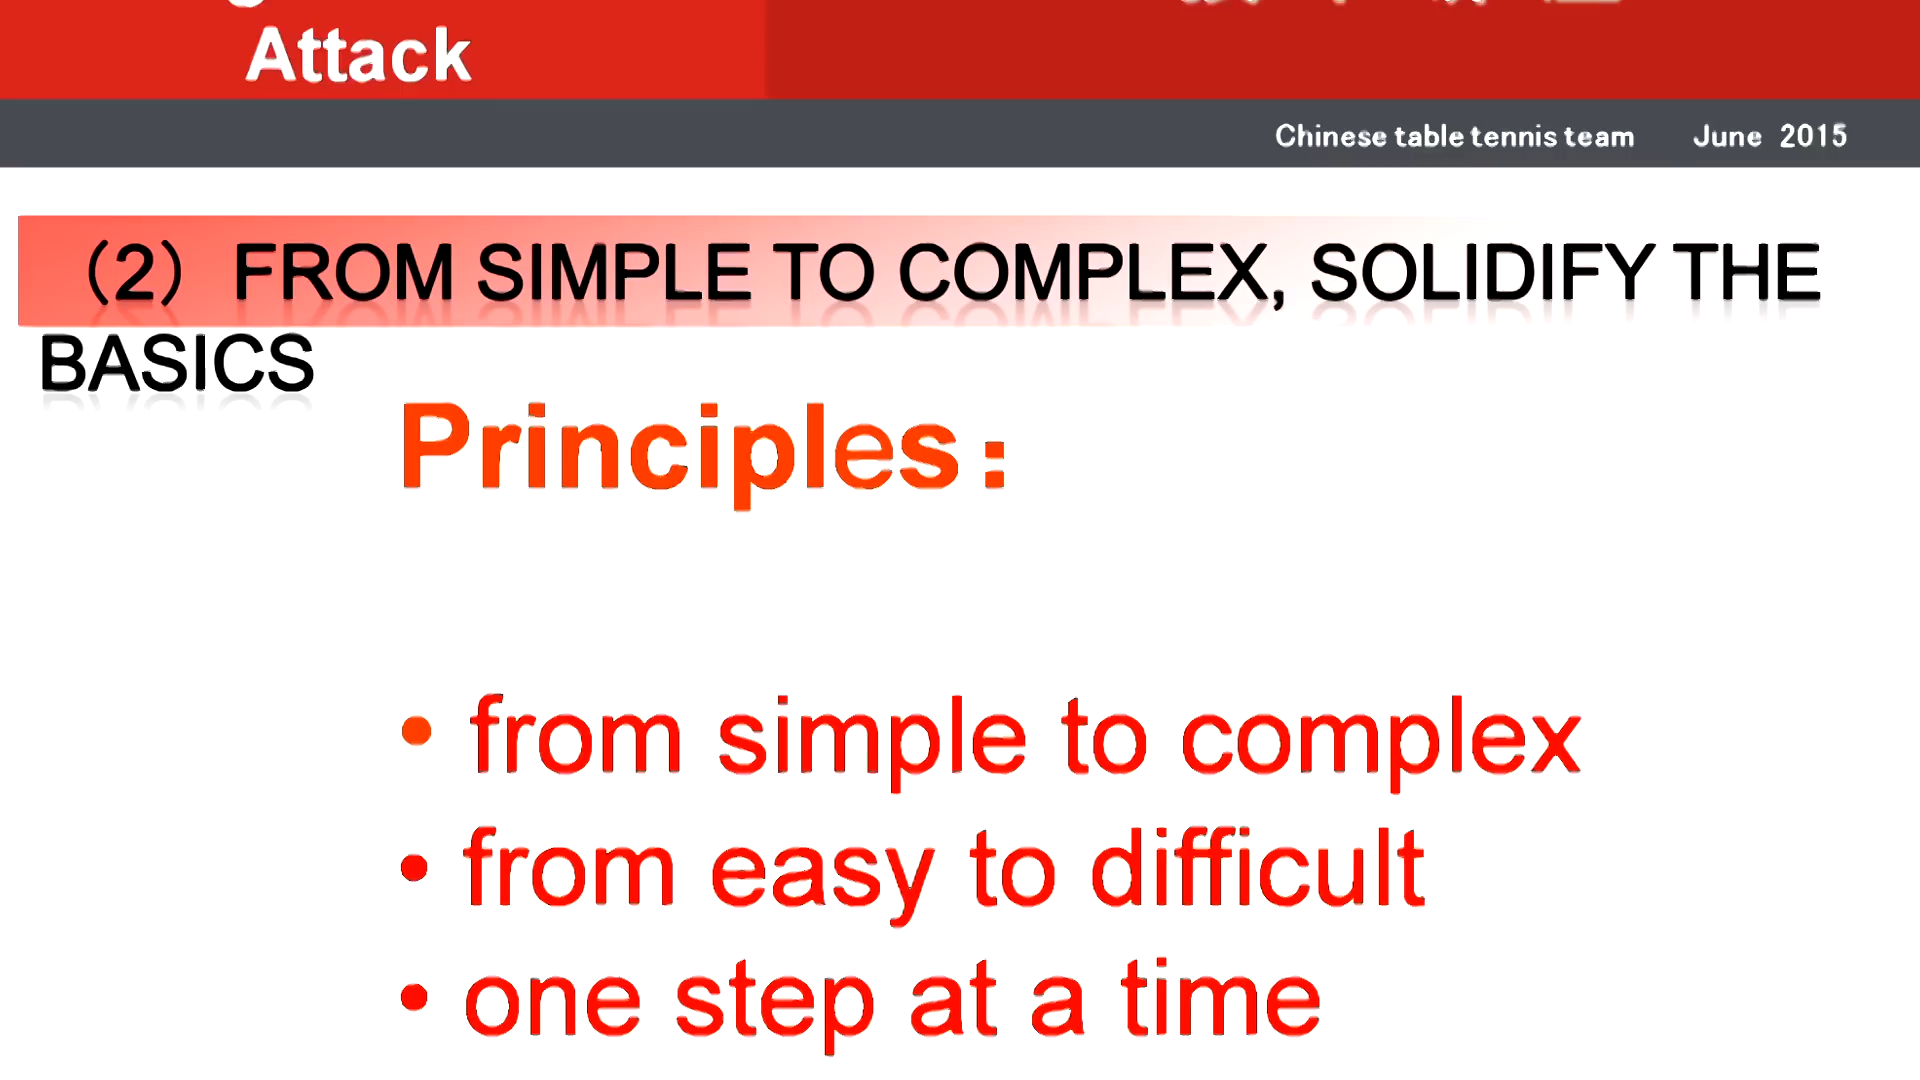 Attack
Chinese table tennis team June 2015
（2）FROM SIMPLE TO COMPLEX, SOLIDIFY THE
BASICS
Principles：
• from simple to complex
• from easy to difficult
• one step at a time